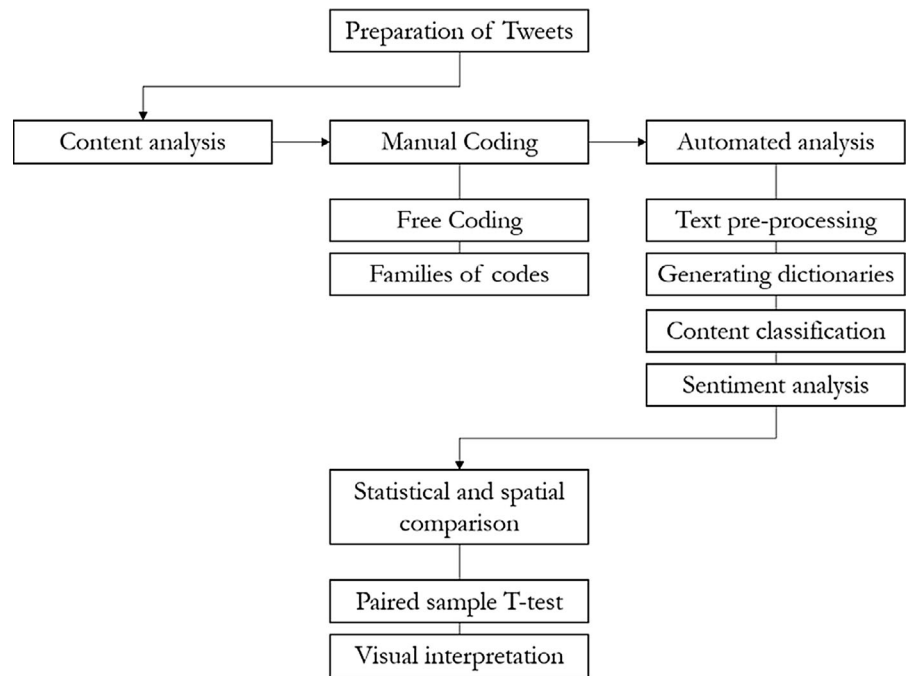 Preparation of Tweets
Content analysis
Manual Coding
Automated analysis
Free Coding
Text pre-processing
Families of codes
Generating dictionaries
Content classification
Sentiment analysis
Statistical and spatial
comparison
Paired sample T-test
Visual interpretation